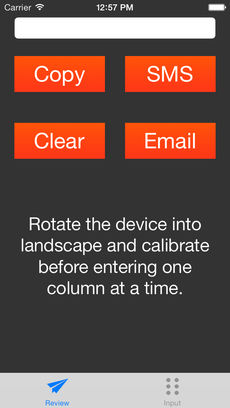 Carrier 12:57 PM
Copy SMS
Clear Email
Rotate the device into
landscape and calibrate
before entering one
column at a time.
Review Input